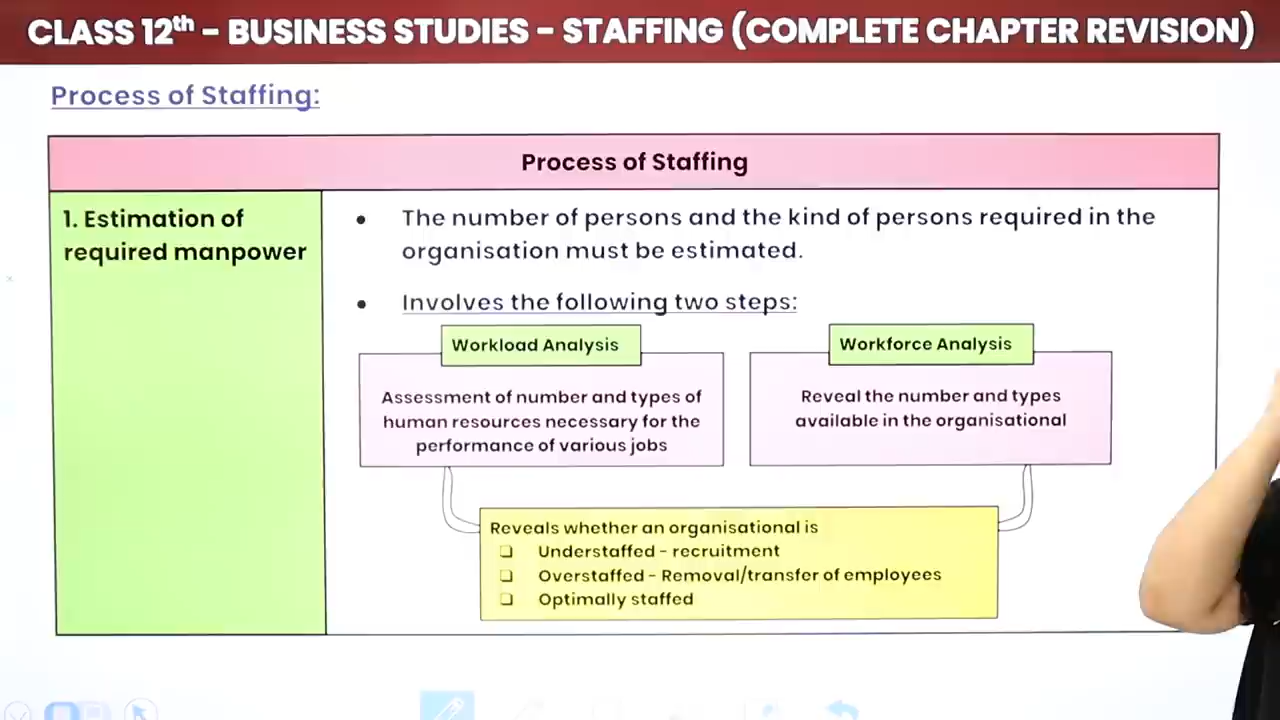 CLASS 12th – BUSINESS STUDIES – STAFFING (COMPLETE CHAPTER REVISION)
Process of Staffing:
Process of Staffing
1. Estimation of
required manpower
• The number of persons and the kind of persons required in the
organisation must be estimated.
• Involves the following two steps:
Workload Analysis
Assessment of number and types of
human resources necessary for the
performance of various jobs
Workforce Analysis
Reveal the number and types
available in the organisational
Reveals whether an organisational is
❑ Understaffed - recruitment
❑ Overstaffed - Removal/transfer of employees
❑ Optimally staffed